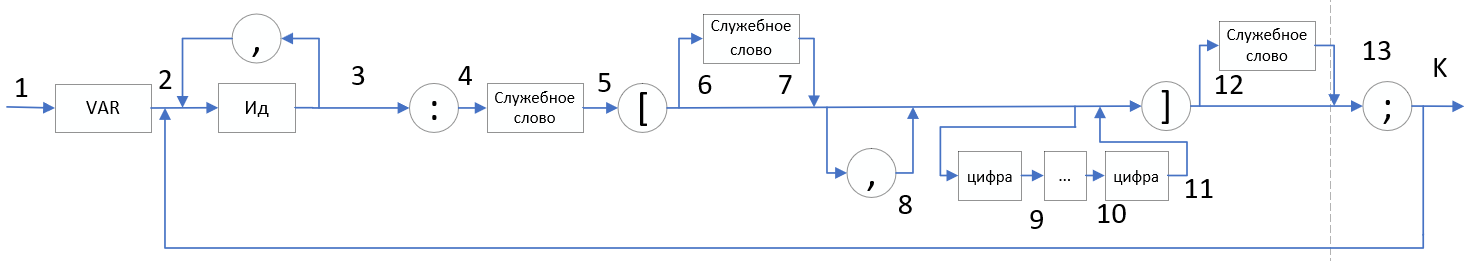 1
VAR
2
,
Ид
3
:
4
Служебное
слово
5
[
6
Служебное
слово
7
,
8
цифра
9
...
10
цифра
11
]
12
Служебное
слово
13
;
K